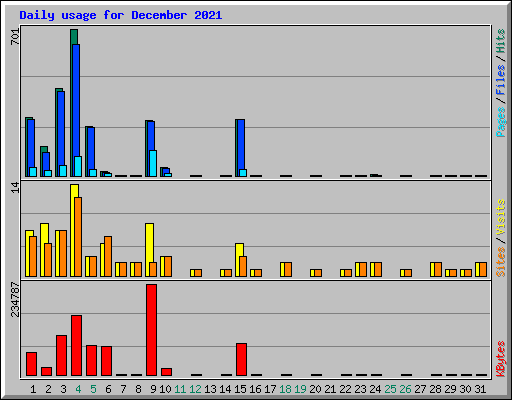 Daily usage for December 2021
701
Pages / Files / Hits
14
Sites / Visits
234787
KBytes
1 2 3 4 5 6 7 8 9 10 11 12 13 14 15 16 17 18 19 20 21 22 23 24 25 26 27 28 29 30 31